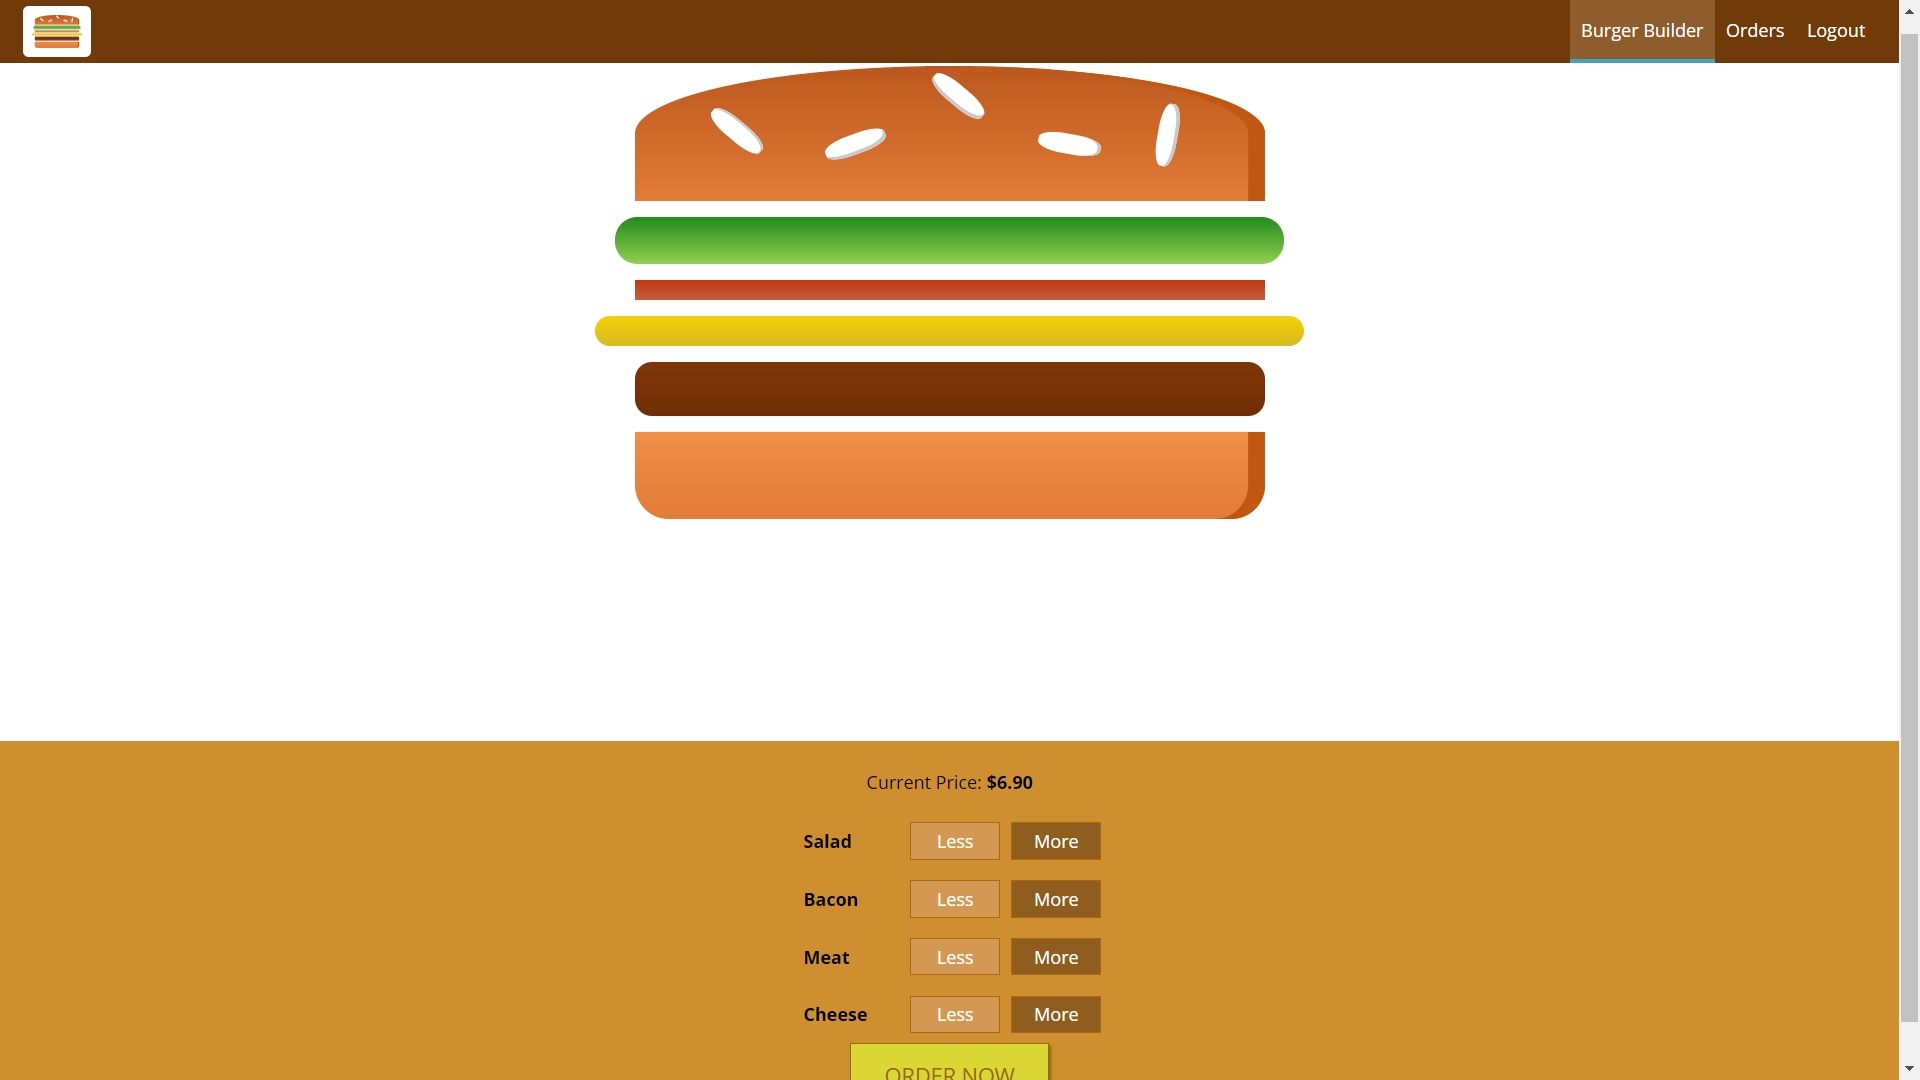 Burger Builder Orders Logout
Current Price: $6.90
Salad Less More
Bacon Less More
Meat Less More
Cheese Less More
ORDER NOW